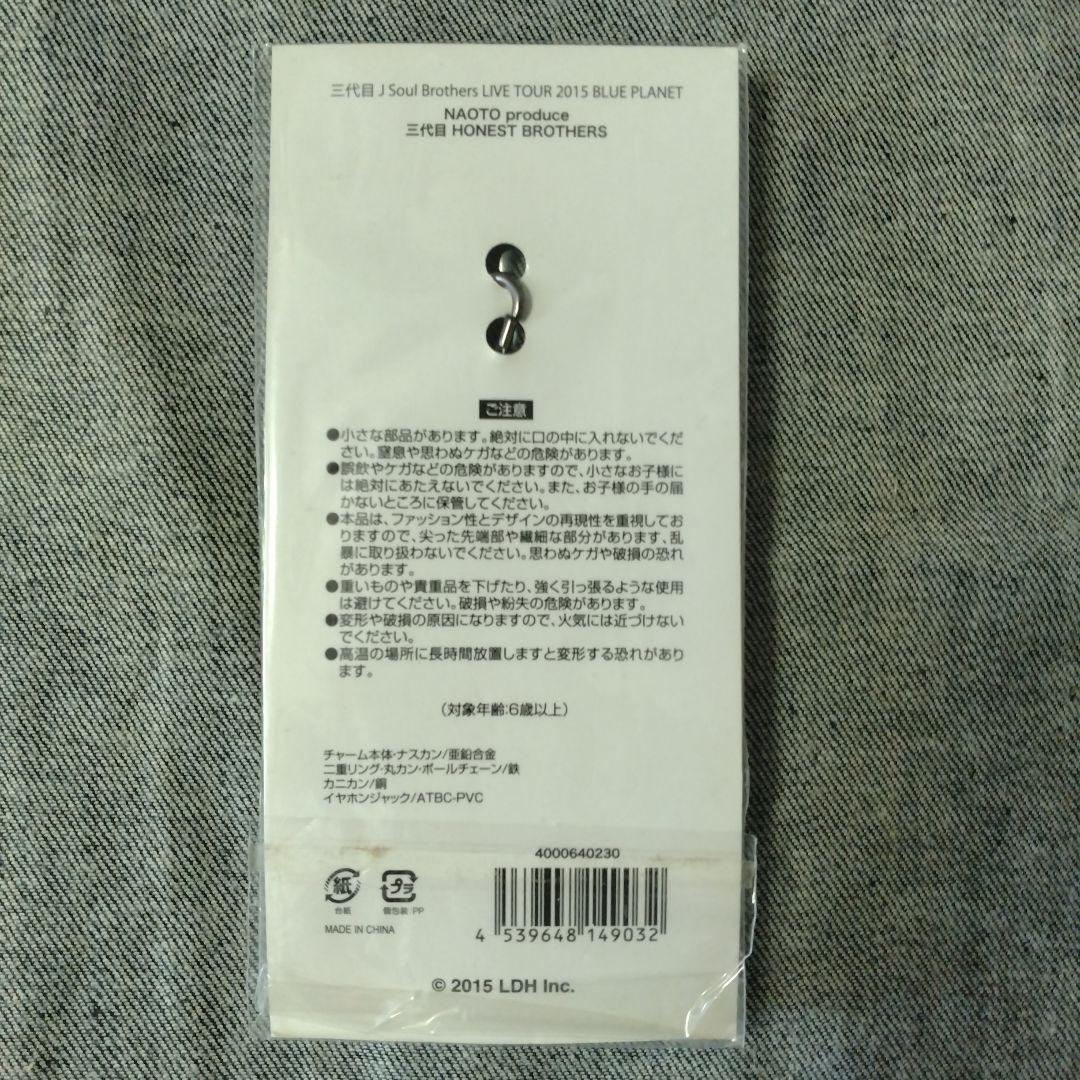 三代目 J Soul Brothers LIVE TOUR 2015 BLUE PLANET
NAOTO produce
三代目 HONEST BROTHERS
ご注意
●小さな部品があります。絶対に口の中に入れないでくだ
さい。窒息や思わぬケガなどの危険があります。
●誤飲やケガなどの危険がありますので、小さなお子様に
は絶対にあたえないでください。また、お子様の手の届
かないところに保管してください。
●本品は、ファッション性とデザインの再現性を重視してお
りますので、尖った先端部や繊細な部分があります、乱
暴に取り扱わないでください。思わぬケガや破損の恐れ
があります。
●重いものや貴重品を下げたり、強く引っ張るような使用
は避けてください。破損や紛失の危険があります。
●変形や破損の原因になりますので、火気には近づけない
でください。
●高温の場所に長時間放置しますと変形する恐れがあり
ます。
(対象年齢:6歳以上)
チャーム本体・ナスカン/亜鉛合金
二重リング・丸カン・ボールチェーン/鉄
カニカン/銅
イヤホンジャック/ATBC-PVC
4000640230
紙
台紙
プラ
個包装:PP
MADE IN CHINA
4 539648 149032
© 2015 LDH Inc.